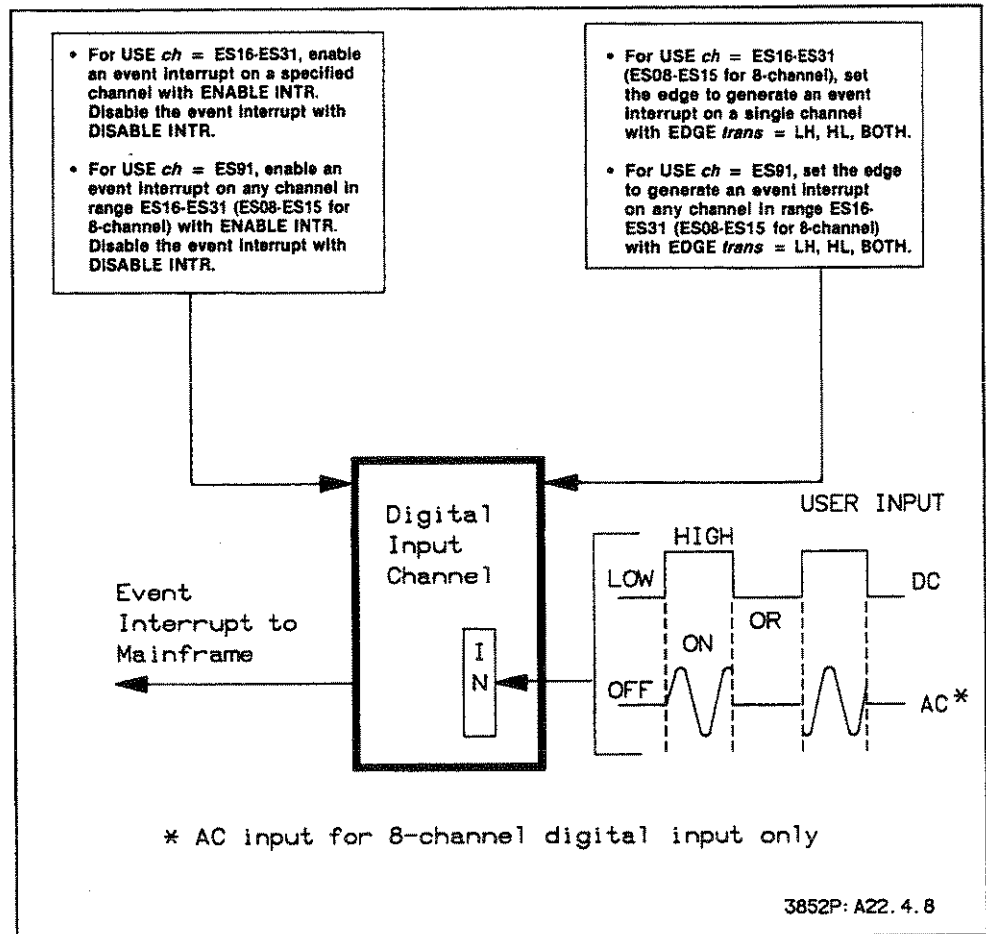 • For USE ch = ES16-ES31, enable
an event interrupt on a specified
channel with ENABLE INTR.
Disable the event interrupt with
DISABLE INTR.
• For USE ch = ES91, enable an
event interrupt on any channel in
range ES16-ES31 (ES08-ES15 for
8-channel) with ENABLE INTR.
Disable the event interrupt with
DISABLE INTR.
• For USE ch = ES16-ES31
(ES08-ES15 for 8-channel), set
the edge to generate an event
interrupt on a single channel
with EDGE trans = LH, HL, BOTH.
• For USE ch = ES91, set the edge
to generate an event interrupt
on any channel in range ES16-
ES31 (ES08-ES15 for 8-channel)
with EDGE trans = LH, HL, BOTH.
Digital
Input
Channel
IN
Event
Interrupt to
Mainframe
USER INPUT
HIGH
LOW
DC
OR
ON
OFF
AC*
* AC input for 8-channel digital input only
3852P: A22.4.8